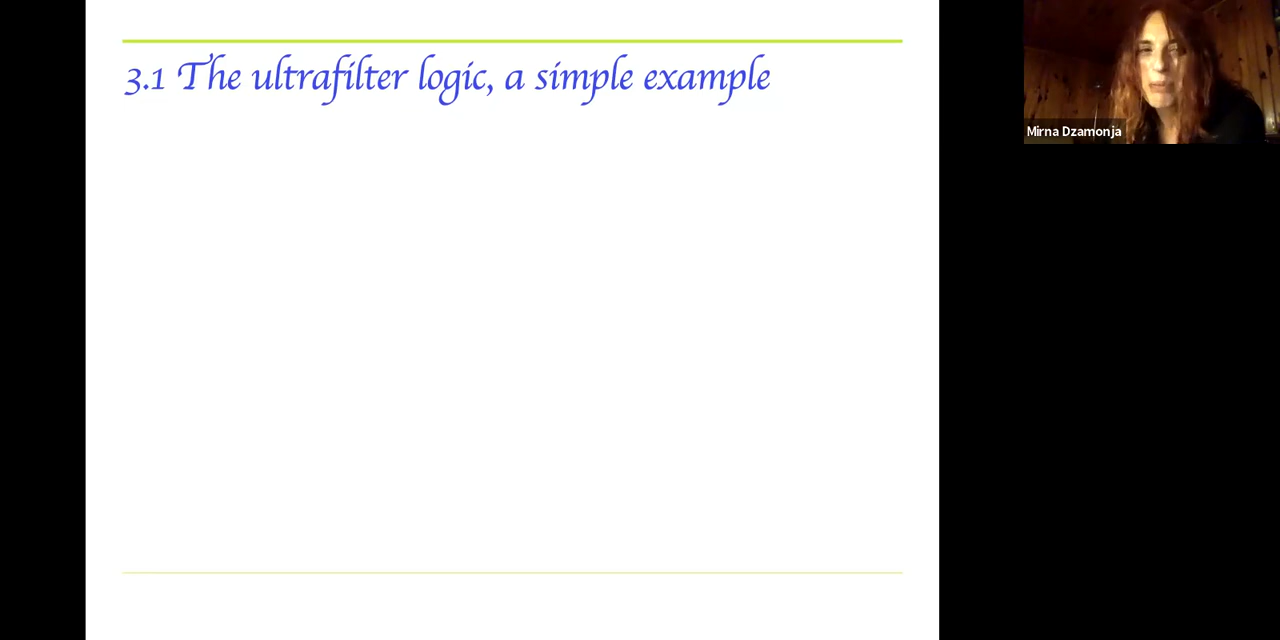 3.1 The ultrafilter logic, a simple example
Mirna Dzamonja